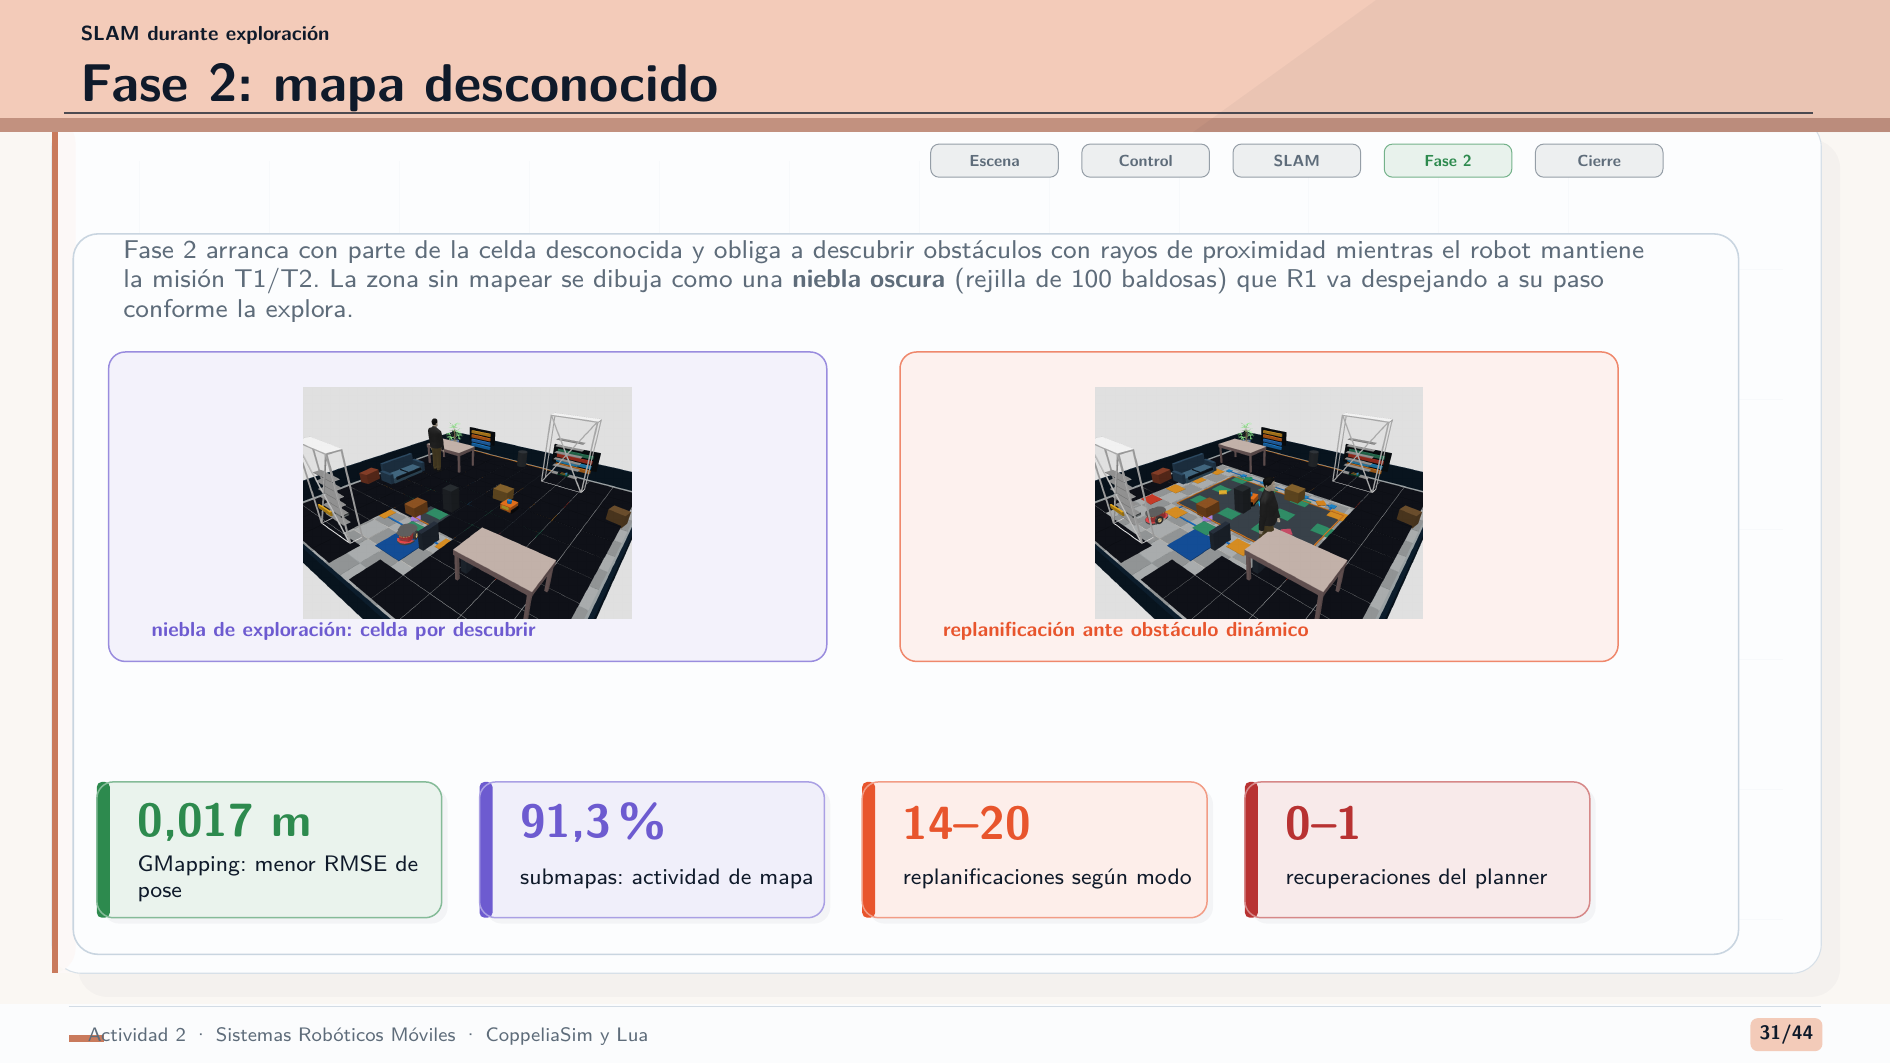 SLAM durante exploración
Fase 2: mapa desconocido
Escena
Control
SLAM
Fase 2
Cierre
Fase 2 arranca con parte de la celda desconocida y obliga a descubrir obstáculos con rayos de proximidad mientras el robot mantiene
la misión T1/T2. La zona sin mapear se dibuja como una niebla oscura (rejilla de 100 baldosas) que R1 va despejando a su paso
conforme la explora.
niebla de exploración: celda por descubrir
replanificación ante obstáculo dinámico
0,017 m
GMapping: menor RMSE de
pose
91,3 %
submapas: actividad de mapa
14–20
replanificaciones según modo
0–1
recuperaciones del planner
Actividad 2 · Sistemas Robóticos Móviles · CoppeliaSim y Lua
31/44